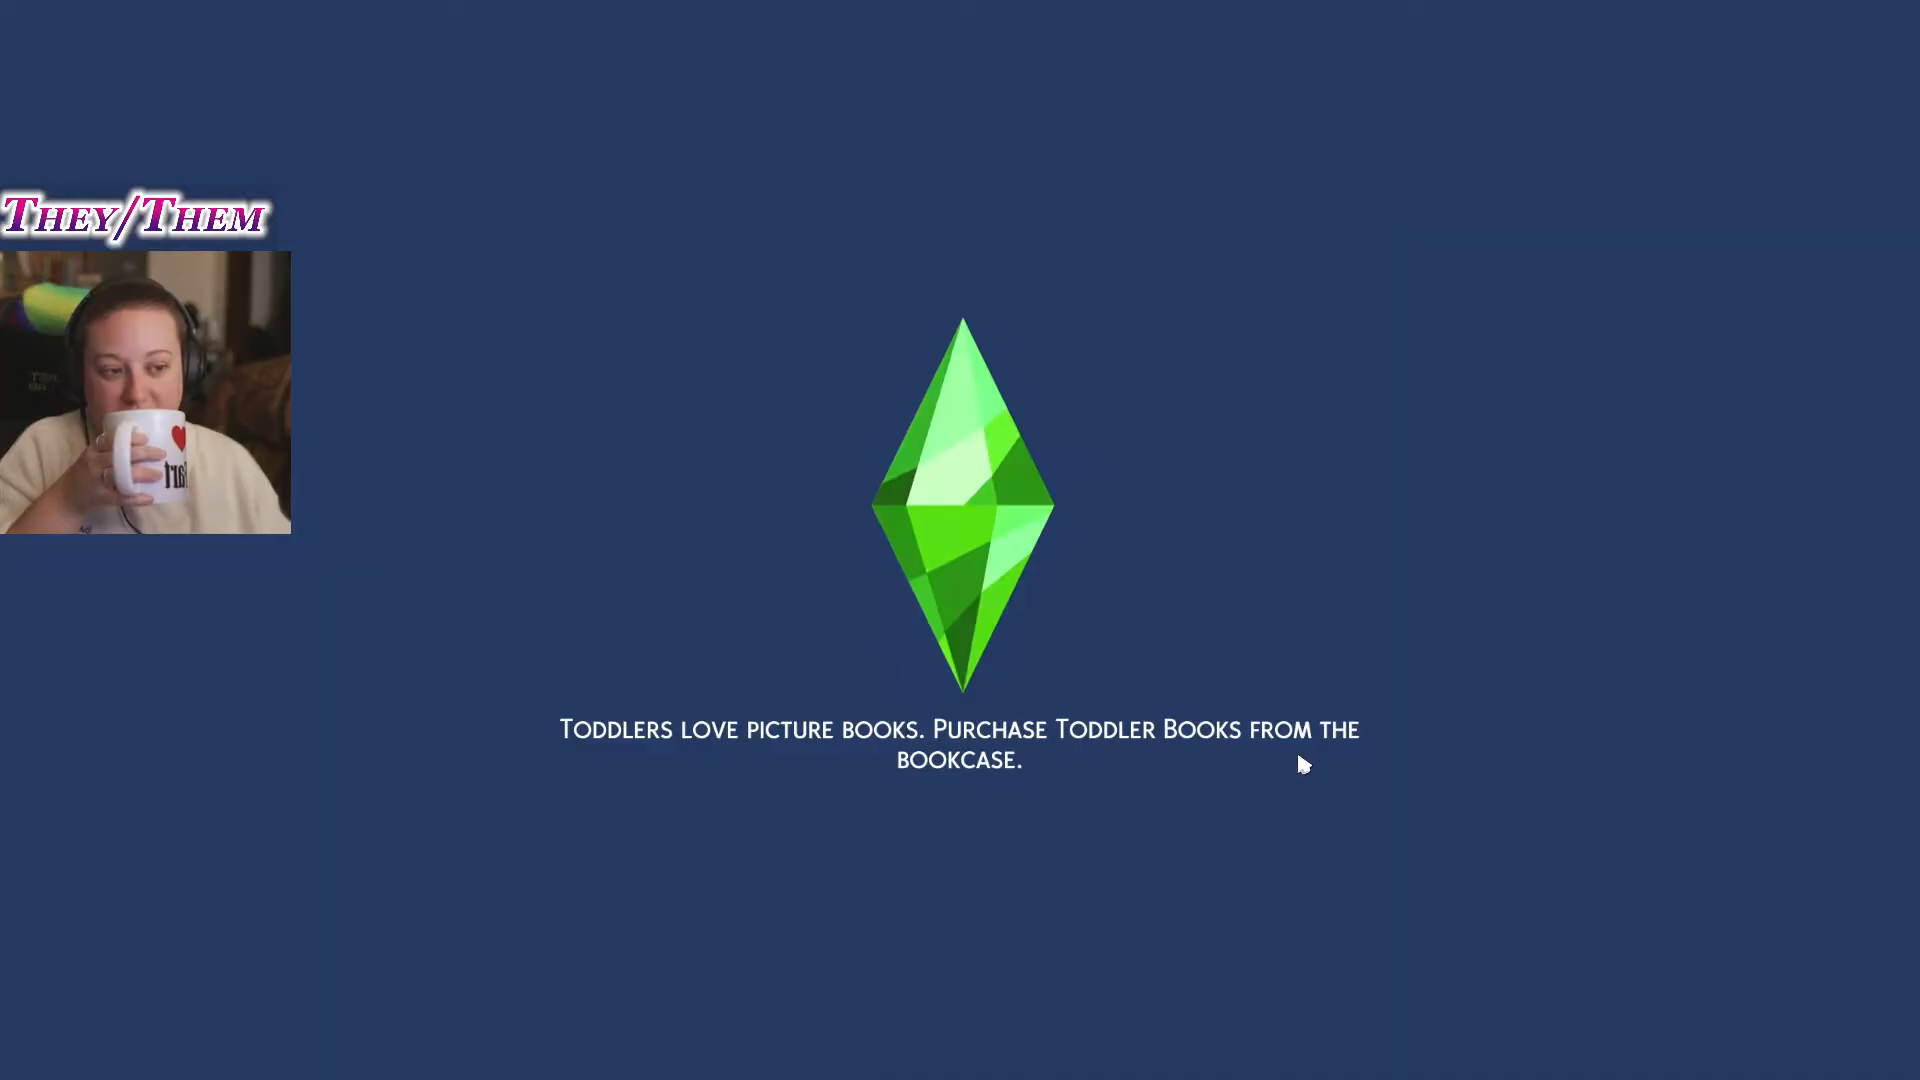 They/Them
Toddlers love picture books. Purchase Toddler Books from the
bookcase.